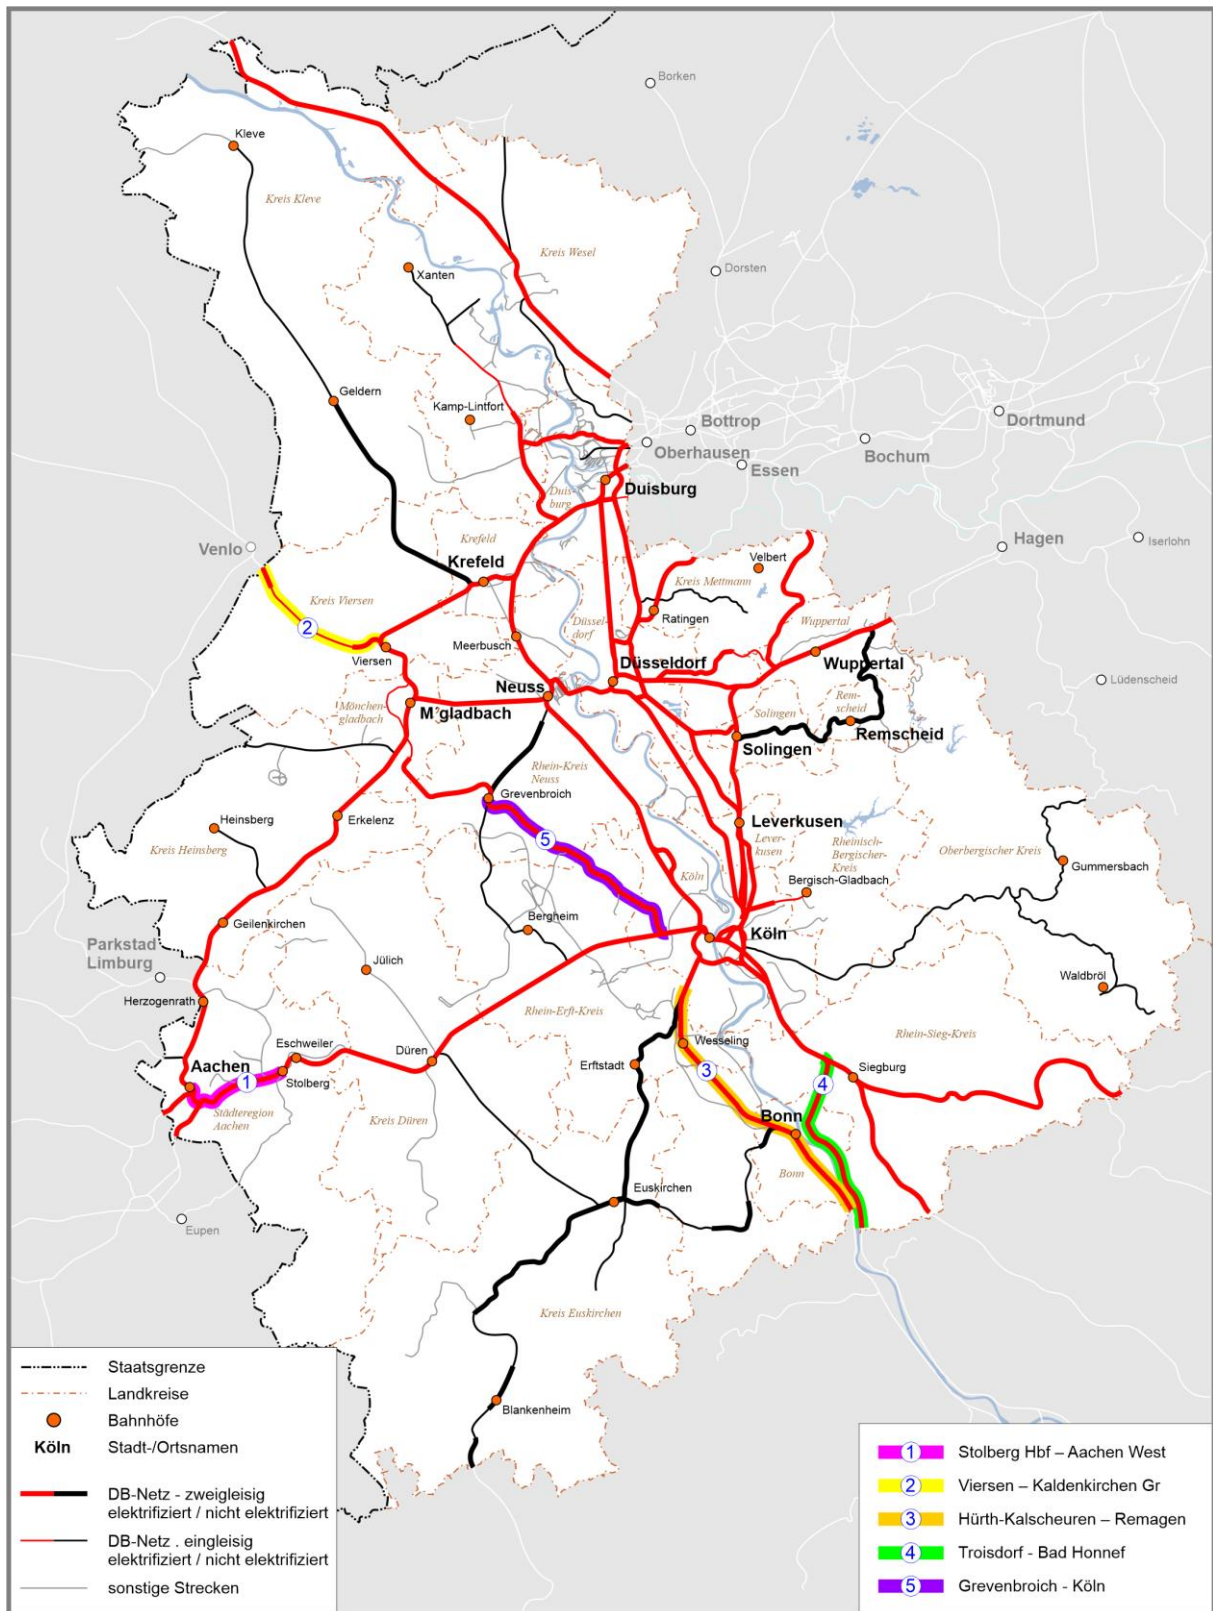 Borken
Kleve
Kreis Kleve
Kreis Wesel
Xanten
Dorsten
Geldern
Kamp-Lintfort
Bottrop
Dortmund
Oberhausen
Bochum
Essen
Duisburg
Duis-
burg
Venlo
Krefeld
Krefeld
Hagen
Iserlohn
Velbert
Kreis Mettmann
Kreis Viersen
2
Ratingen
Düssel-
dorf
Wuppertal
Meerbusch
Viersen
Düsseldorf
Wuppertal
Lüdenscheid
Neuss
Mönchen-
gladbach
M´gladbach
Solingen
Rem-
scheid
Remscheid
Solingen
Rhein-Kreis
Neuss
Grevenbroich
Heinsberg
Erkelenz
Kreis Heinsberg
5
Leverkusen
Lever-
kusen
Rheinisch-
Bergischer-
Kreis
Oberbergischer Kreis
Gummersbach
Köln
Bergisch-Gladbach
Geilenkirchen
Bergheim
Köln
Parkstad
Limburg
Jülich
Waldbröl
Herzogenrath
Rhein-Erft-Kreis
Rhein-Sieg-Kreis
Eschweiler
Düren
Wesseling
Erftstadt
Aachen
1
Stolberg
3
4
Siegburg
Städteregion
Aachen
Kreis Düren
Bonn
Bonn
Euskirchen
Eupen
Kreis Euskirchen
Blankenheim
Staatsgrenze
Landkreise
Bahnhöfe
Köln Stadt-/Ortsnamen
DB-Netz - zweigleisig
elektrifiziert / nicht elektrifiziert
DB-Netz . eingleisig
elektrifiziert / nicht elektrifiziert
sonstige Strecken
1 Stolberg Hbf – Aachen West
2 Viersen – Kaldenkirchen Gr
3 Hürth-Kalscheuren – Remagen
4 Troisdorf - Bad Honnef
5 Grevenbroich - Köln